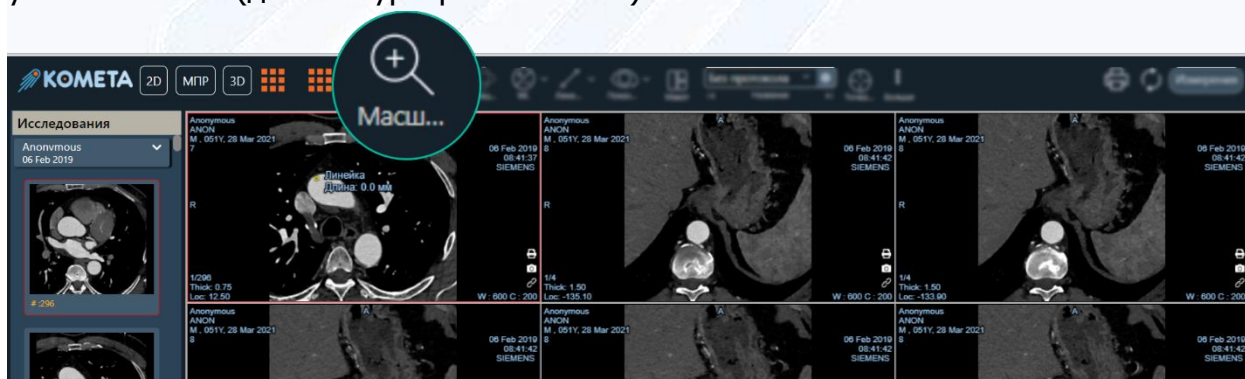 KOMETA
2D
МПР
3D
Масш...
Исследования
Anonymous
06 Feb 2019
# :296
Anonymous
ANON
M , 051Y, 28 Mar 2021
7
06 Feb 2019
08:41:37
SIEMENS
Линейка
Длина: 0.0 мм
R
1/296
Thick: 0.75
Loc: 12.50
W : 600 C : 200
Anonymous
ANON
M , 051Y, 28 Mar 2021
8
A
06 Feb 2019
08:41:42
SIEMENS
R
1/4
Thick: 1.50
Loc: -135.10
W : 600 C : 200
Anonymous
ANON
M , 051Y, 28 Mar 2021
8
A
06 Feb 2019
08:41:42
SIEMENS
R
1/4
Thick: 1.50
Loc: -133.90
W : 600 C : 200
Anonymous
ANON
M , 051Y, 28 Mar 2021
8
A
06 Feb 2019
08:41:42
SIEMENS
Anonymous
ANON
M , 051Y, 28 Mar 2021
8
A
06 Feb 2019
08:41:42
SIEMENS
Anonymous
ANON
M , 051Y, 28 Mar 2021
8
A
06 Feb 2019
08:41:42
SIEMENS